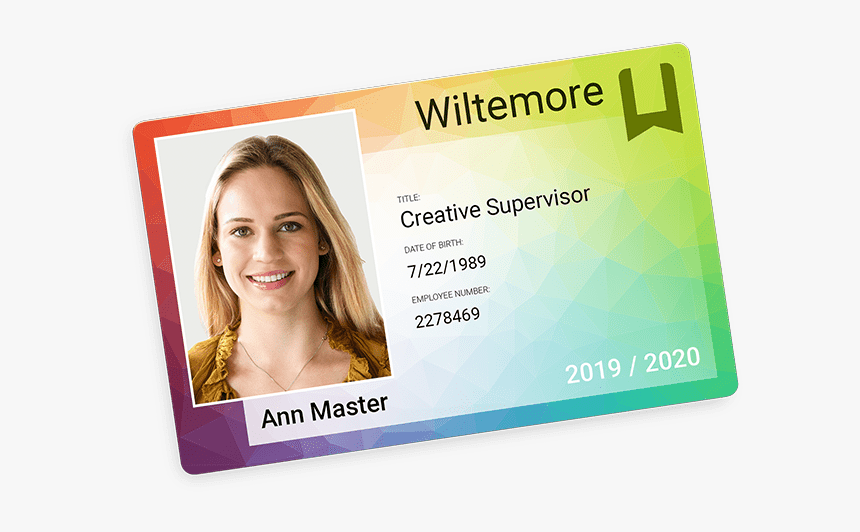 Wiltemore
TITLE:
Creative Supervisor
DATE OF BIRTH:
7/22/1989
EMPLOYEE NUMBER:
2278469
2019 / 2020
Ann Master